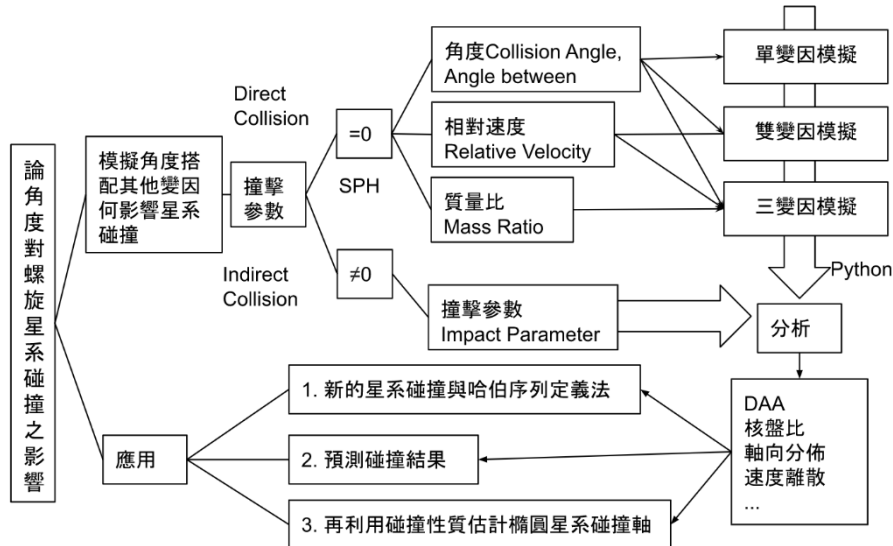 論角度對螺旋星系碰撞之影響
模擬角度搭
配其他變因
何影響星系
碰撞
撞擊
參數
Direct
Collision
=0
SPH
Indirect
Collision
≠0
角度Collision Angle,
Angle between
相對速度
Relative Velocity
質量比
Mass Ratio
撞擊參數
Impact Parameter
單變因模擬
雙變因模擬
三變因模擬
Python
分析
DAA
核盤比
軸向分佈
速度離散
...
應用
1. 新的星系碰撞與哈伯序列定義法
2. 預測碰撞結果
3. 再利用碰撞性質估計橢圓星系碰撞軸